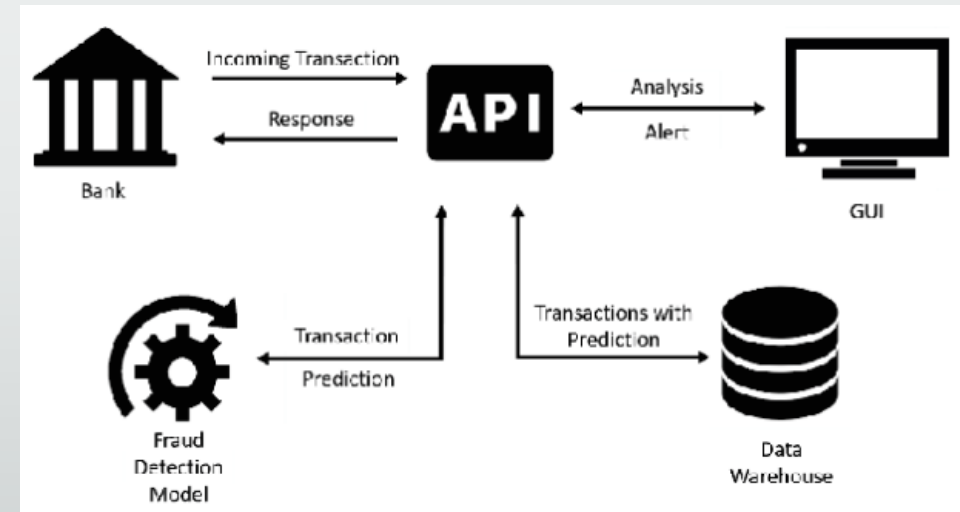 Incoming Transaction
Response
Bank
API
Analysis
Alert
GUI
Transaction
Prediction
Fraud
Detection
Model
Transactions with
Prediction
Data
Warehouse